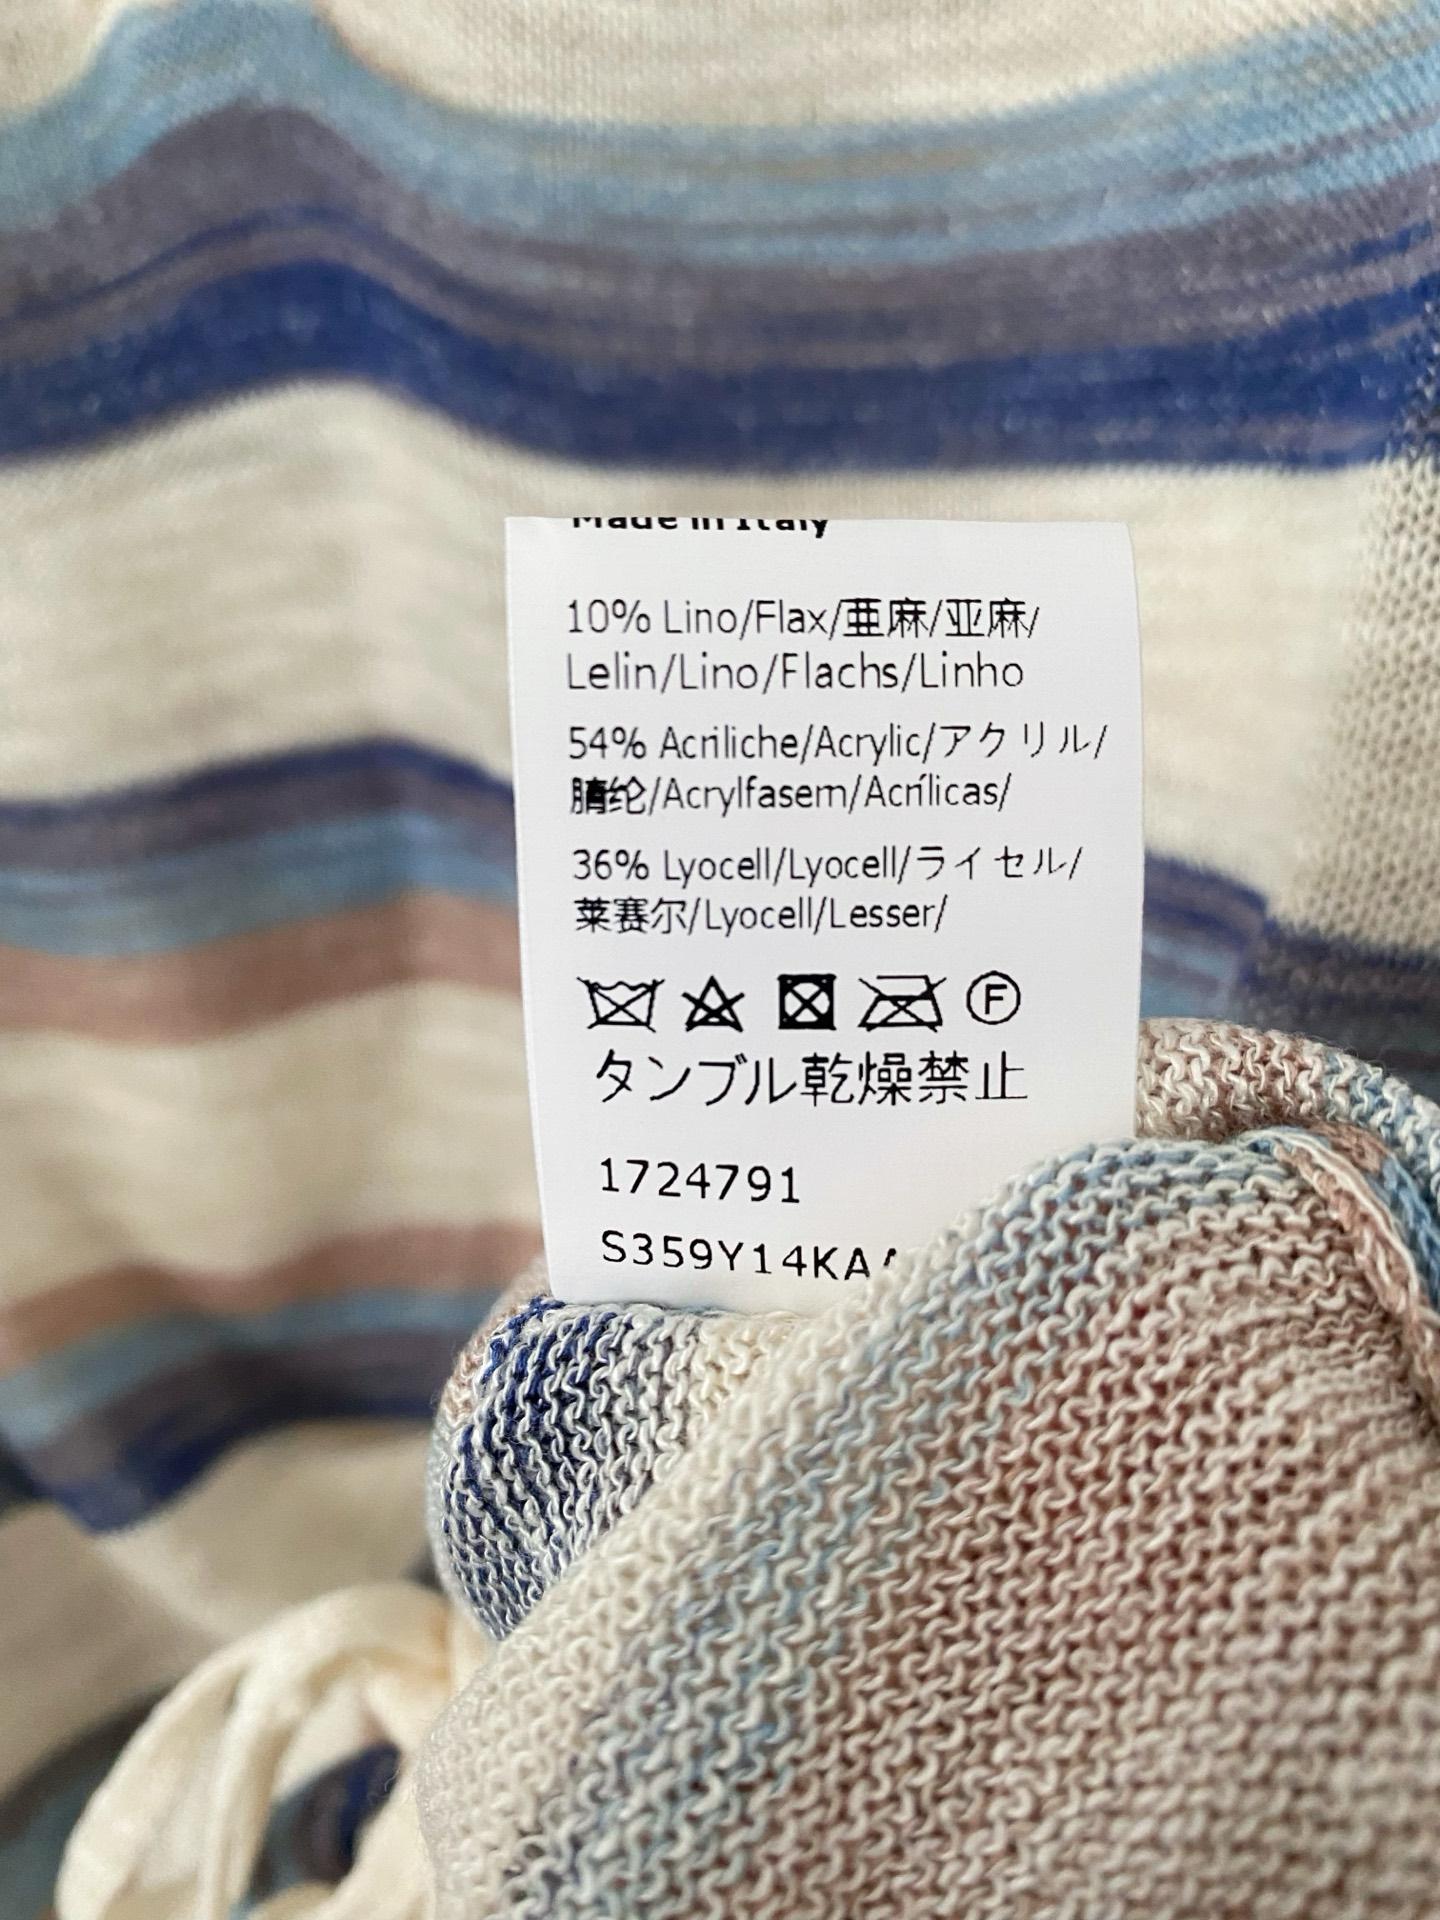 Made in Italy
10% Lino/Flax/亜麻/亚麻/
Lelin/Lino/Flachs/Linho
54% Acriliche/Acrylic/アクリル/
腈纶/Acrylfasern/Acrílicas/
36% Lyocell/Lyocell/ライセル/
莱赛尔/Lyocell/Lesser/
F
タンブル乾燥禁止
1724791
S359Y14KA